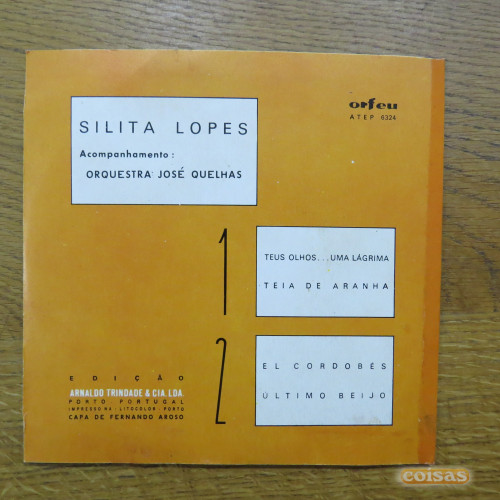 orfeu
ATEP 6324
SILITA LOPES
Acompanhamento:
ORQUESTRA JOSÉ QUELHAS
1
TEUS OLHOS...UMA LÁGRIMA
TEIA DE ARANHA
2
EL CORDOBÉS
ÚLTIMO BEIJO
EDIÇÃO
ARNALDO TRINDADE & CIA. LDA.
PORTO · PORTUGAL
IMPRESSO NA · LITOCOLOR · PORTO
CAPA DE FERNANDO AROSO
coisas